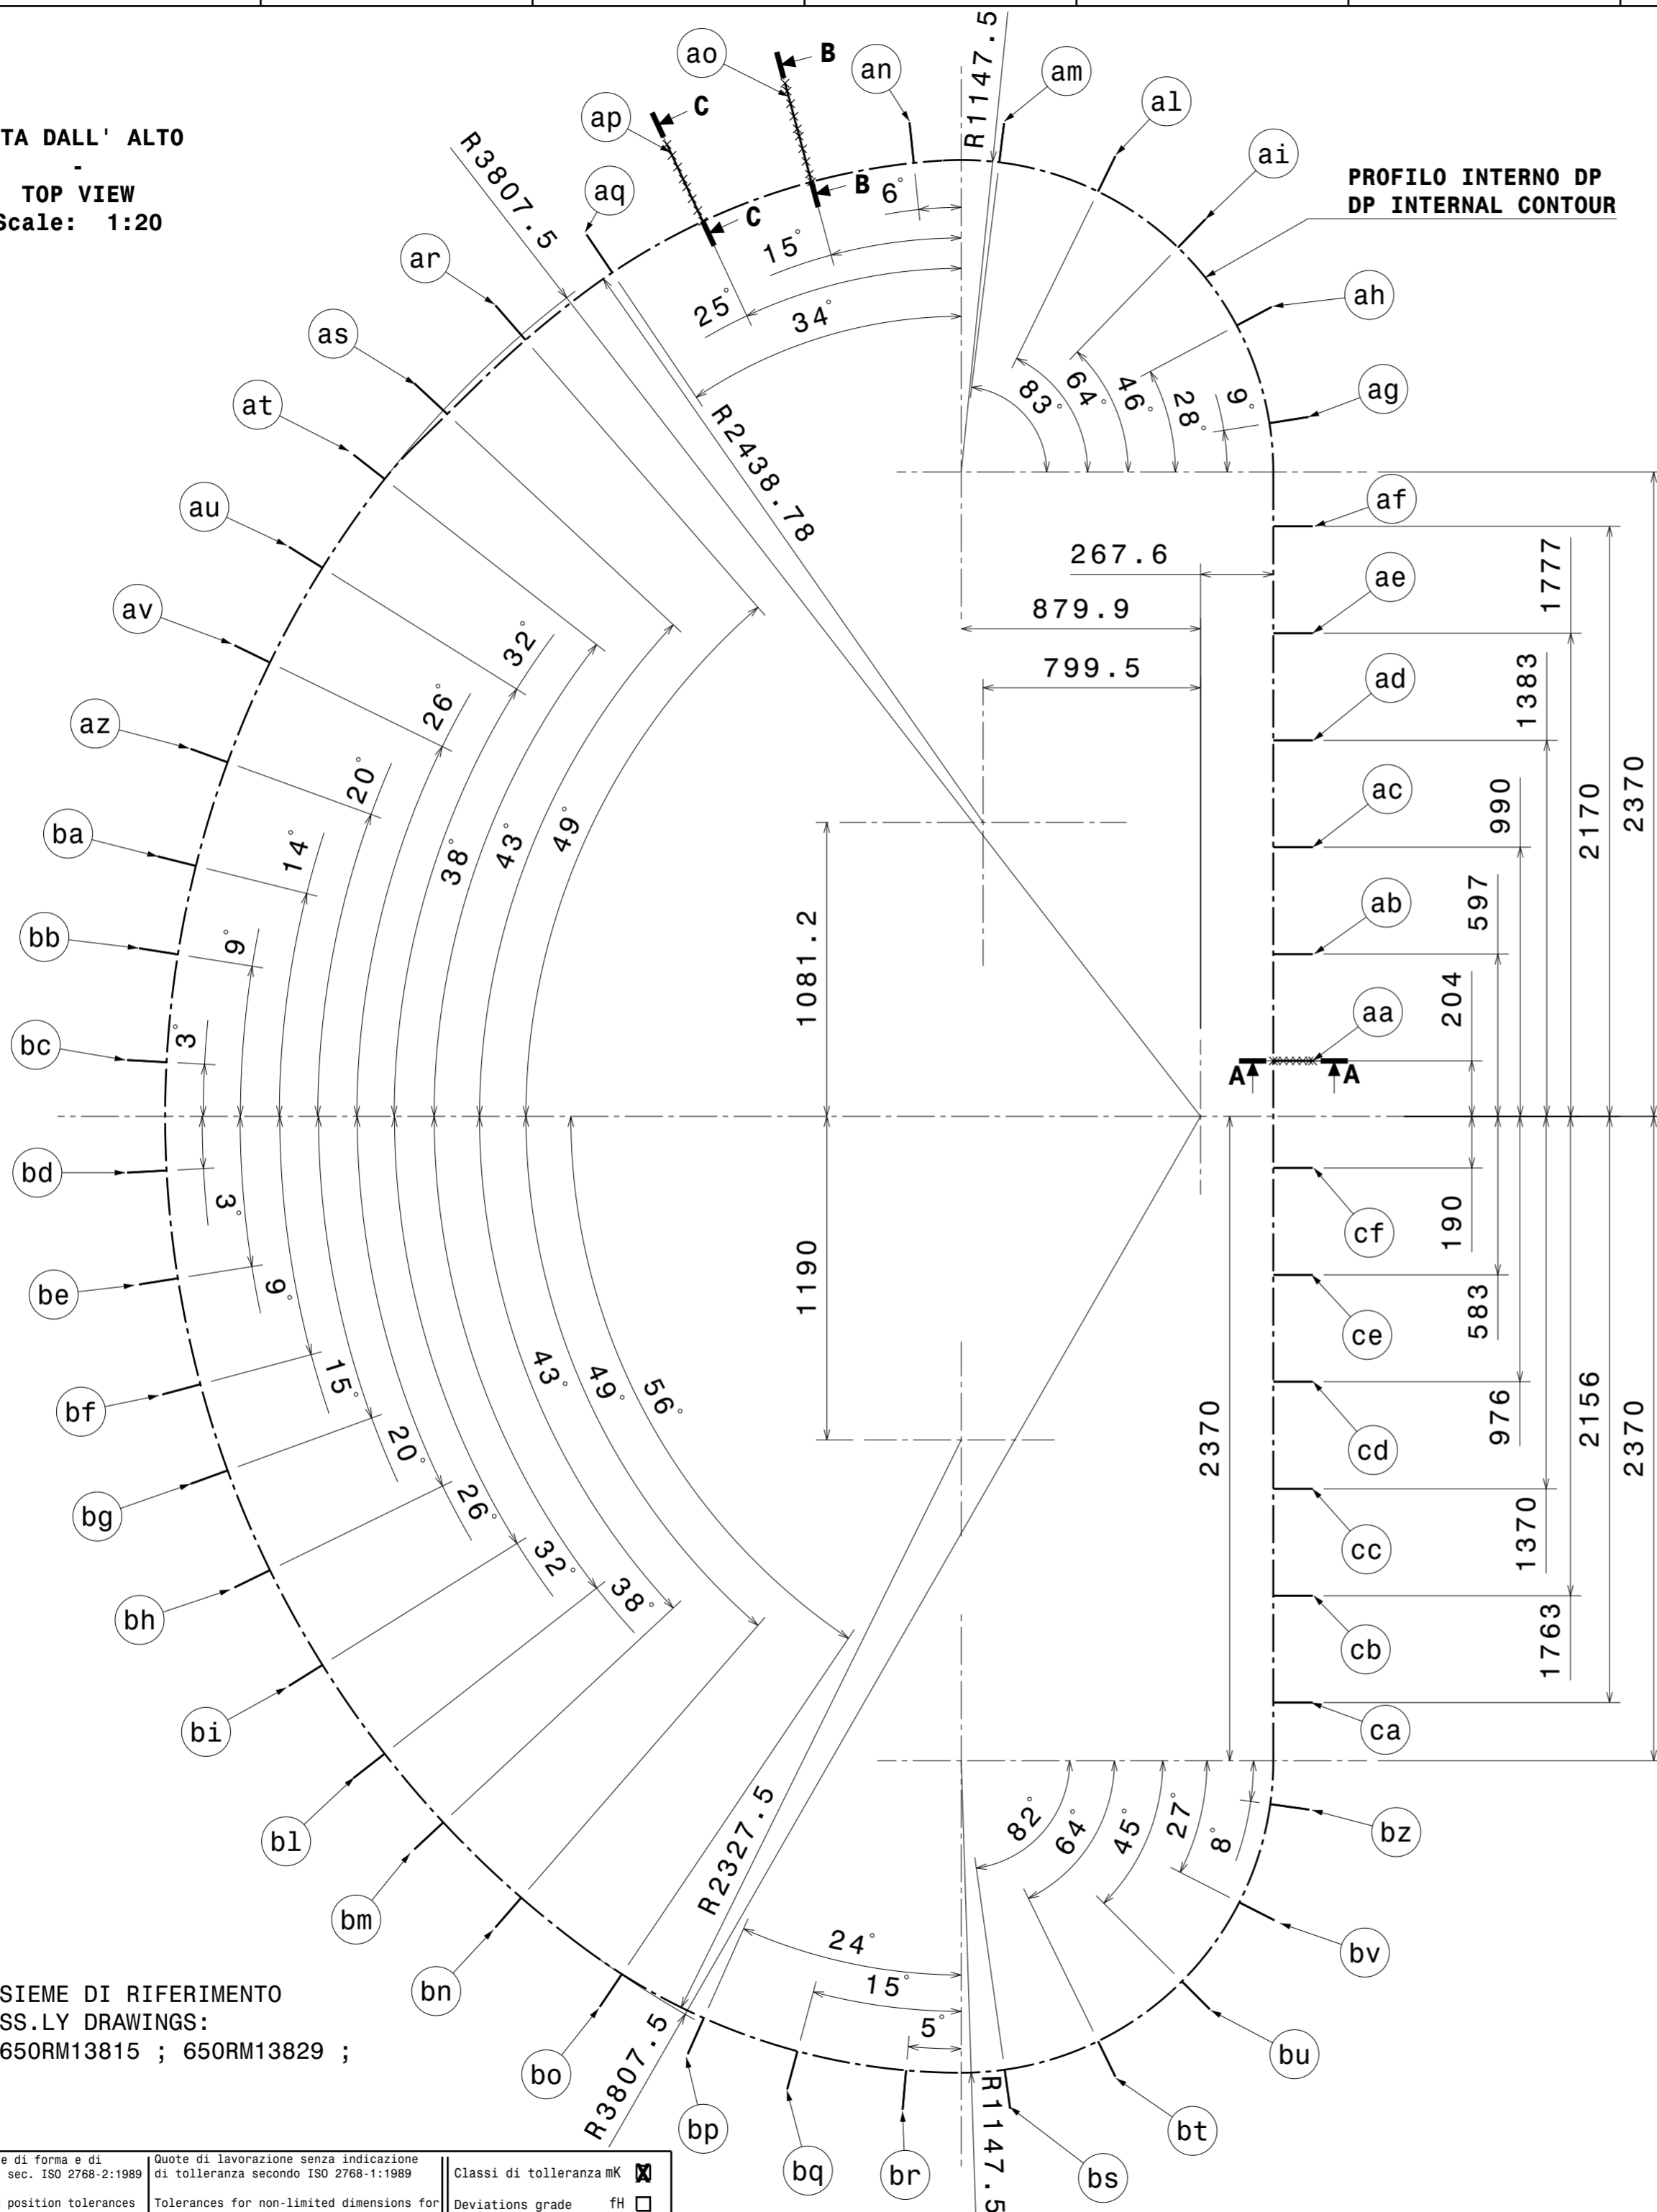 TA DALL' ALTO
-
TOP VIEW
Scale: 1:20
PROFILO INTERNO DP
DP INTERNAL CONTOUR
ao
B
an
am
al
ai
ah
ag
ap
C
aq
B
C
ar
as
at
au
av
az
ba
bb
bc
bd
be
bf
bg
bh
bi
bl
bm
bn
bo
bp
bq
br
bs
bt
bu
bv
bz
af
ae
ad
ac
ab
aa
A
A
cf
ce
cd
cc
cb
ca
R1147.5
R3807.5
R2438.78
6°
15°
25°
34°
83°
64°
46°
28°
9°
267.6
879.9
799.5
1777
1383
990
597
204
2170
2370
1081.2
1190
190
583
976
1370
1763
2156
2370
2370
32°
26°
20°
14°
9°
3°
38°
43°
49°
3°
9°
15°
20°
26°
32°
38°
43°
49°
56°
82°
64°
45°
27°
8°
24°
15°
5°
R2327.5
R3807.5
R1147.5
SIEME DI RIFERIMENTO
SS.LY DRAWINGS:
650RM13815 ; 650RM13829 ;
e di forma e di
sec. ISO 2768-2:1989
position tolerances
Quote di lavorazione senza indicazione
di tolleranza secondo ISO 2768-1:1989
Tolerances for non-limited dimensions for
Classi di tolleranza mK X
Deviations grade fH